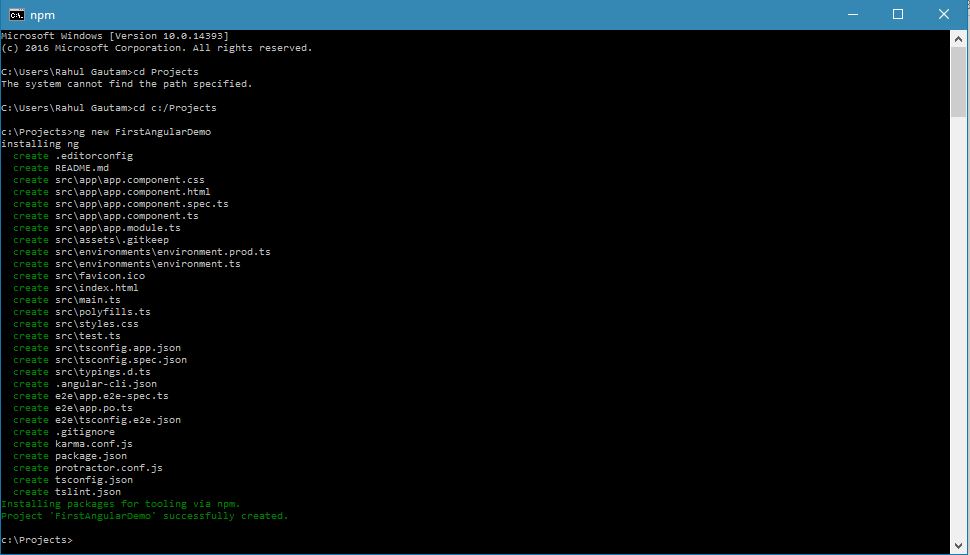 npm
Microsoft Windows [Version 10.0.14393]
(c) 2016 Microsoft Corporation. All rights reserved.
C:\Users\Rahul Gautam>cd Projects
The system cannot find the path specified.
C:\Users\Rahul Gautam>cd c:/Projects
c:\Projects>ng new FirstAngularDemo
installing ng
create .editorconfig
create README.md
create src\app\app.component.css
create src\app\app.component.html
create src\app\app.component.spec.ts
create src\app\app.component.ts
create src\app\app.module.ts
create src\assets\.gitkeep
create src\environments\environment.prod.ts
create src\environments\environment.ts
create src\favicon.ico
create src\index.html
create src\main.ts
create src\polyfills.ts
create src\styles.css
create src\test.ts
create src\tsconfig.app.json
create src\tsconfig.spec.json
create src\typings.d.ts
create .angular-cli.json
create e2e\app.e2e-spec.ts
create e2e\app.po.ts
create e2e\tsconfig.e2e.json
create .gitignore
create karma.conf.js
create package.json
create protractor.conf.js
create tsconfig.json
create tslint.json
Installing packages for tooling via npm.
Project 'FirstAngularDemo' successfully created.
c:\Projects>